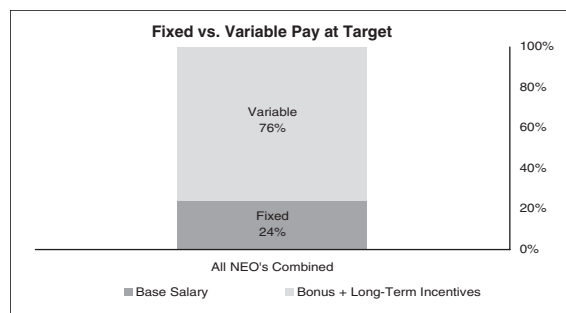 Fixed vs. Variable Pay at Target
100%
80%
60%
40%
20%
0%
Variable
76%
Fixed
24%
All NEO's Combined
Base Salary
Bonus + Long-Term Incentives